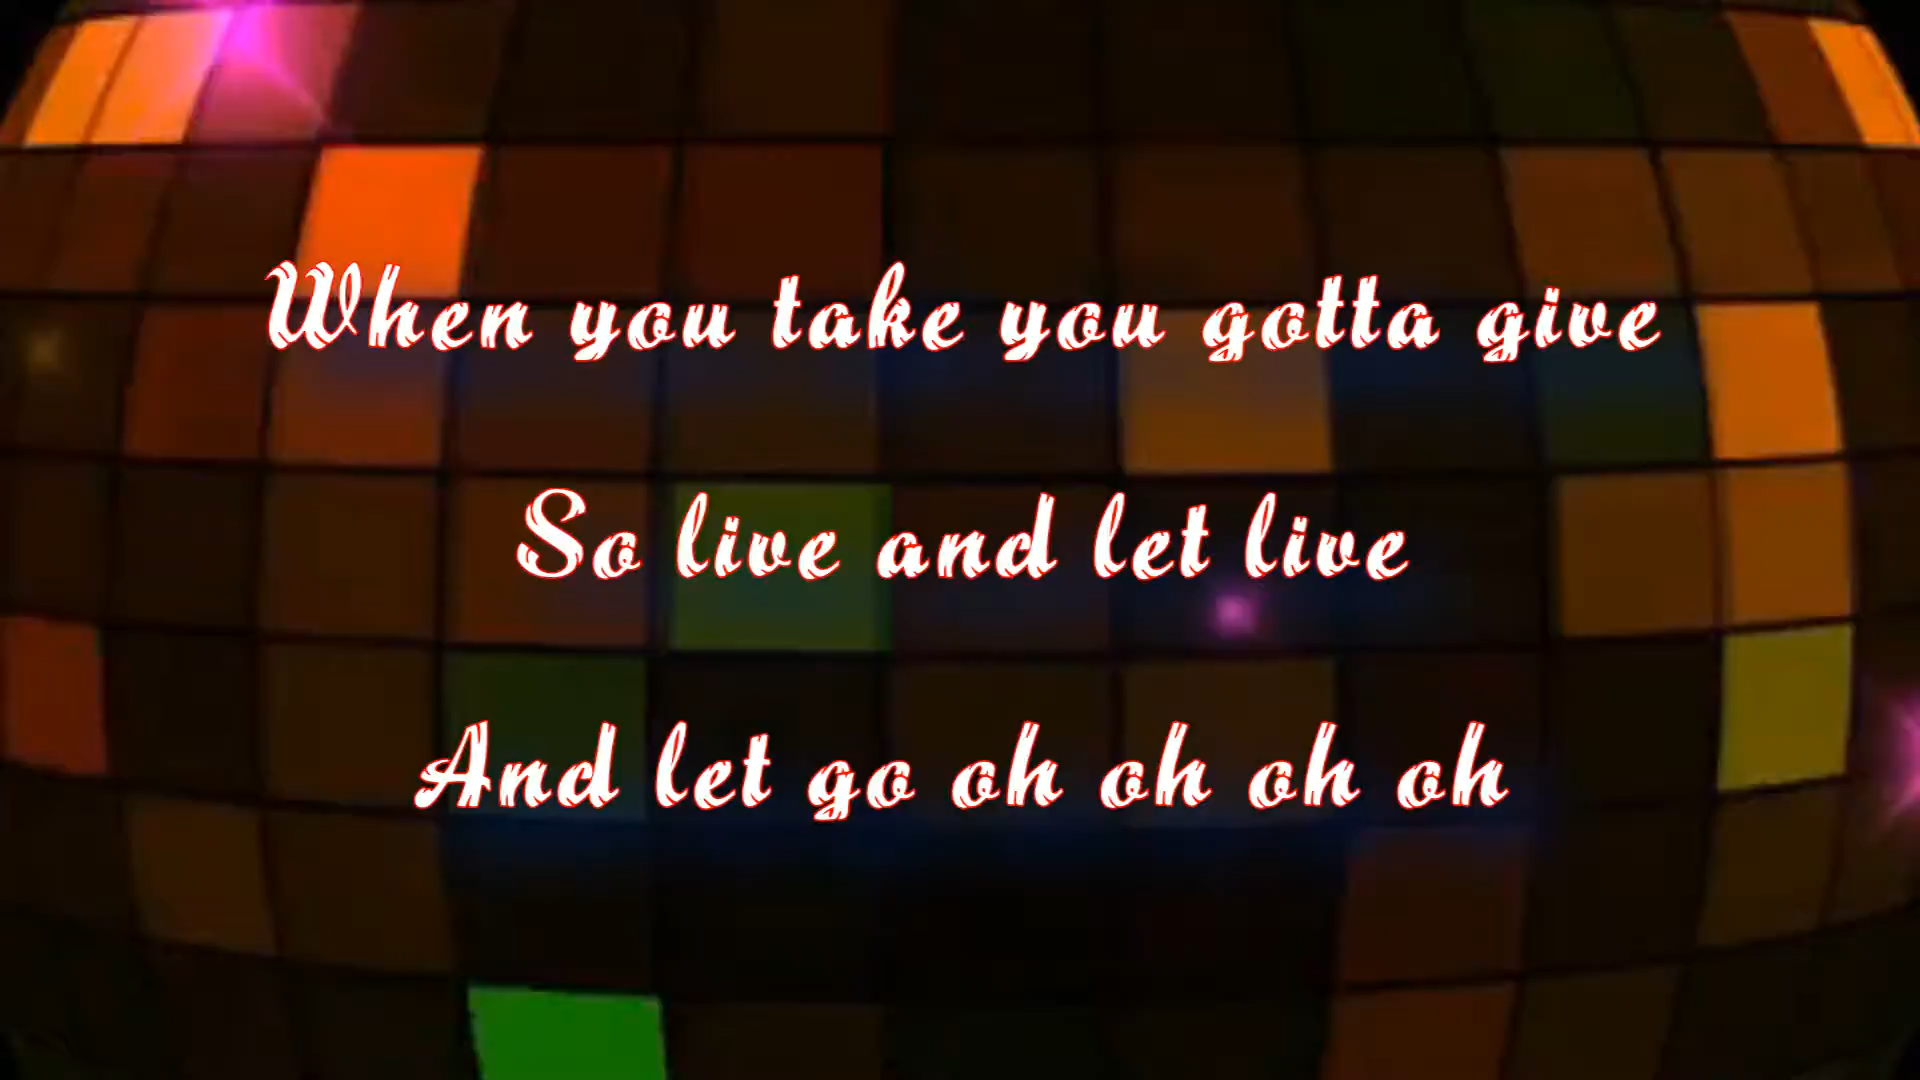 When you take you gotta give
So live and let live
And let go oh oh oh oh